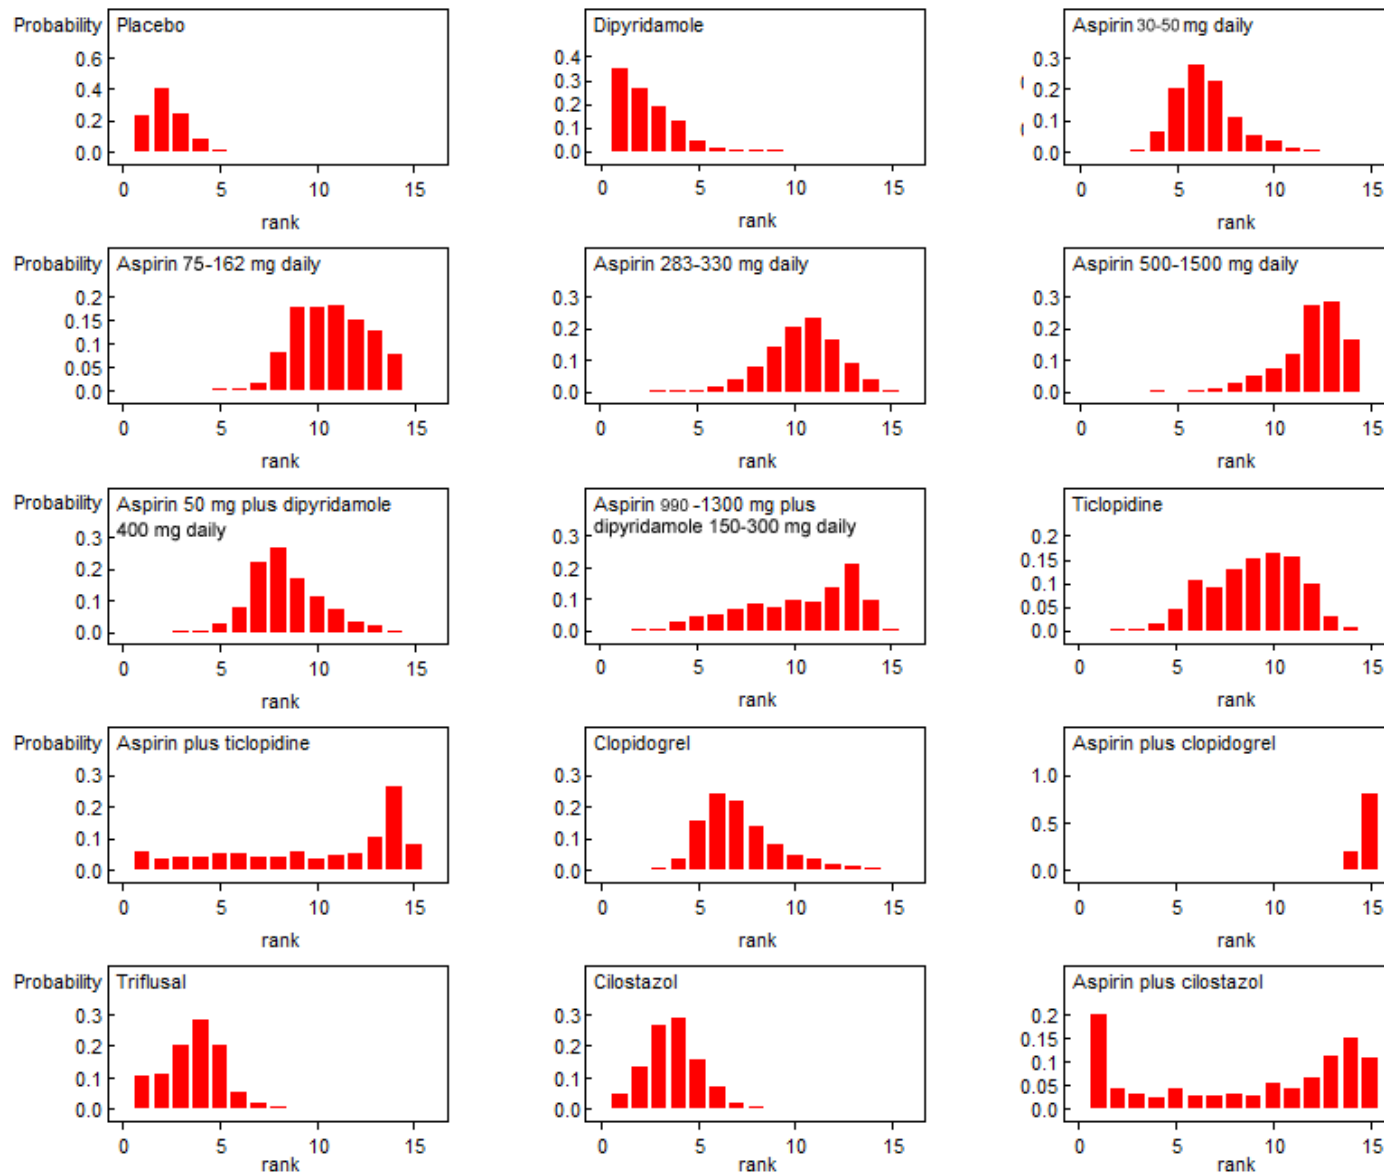 Probability Placebo
0.6
0.4
0.2
0.0
0 5 10 15
rank
Dipyridamole
0.4
0.3
0.2
0.1
0.0
0 5 10 15
rank
Aspirin 30-50 mg daily
0.3
0.2
0.1
0.0
0 5 10 15
rank
Probability Aspirin 75-162 mg daily
0.2
0.15
0.1
0.05
0.0
0 5 10 15
rank
Aspirin 283-330 mg daily
0.3
0.2
0.1
0.0
0 5 10 15
rank
Aspirin 500-1500 mg daily
0.3
0.2
0.1
0.0
0 5 10 15
rank
Probability Aspirin 50 mg plus dipyridamole
400 mg daily
0.3
0.2
0.1
0.0
0 5 10 15
rank
Aspirin 990 -1300 mg plus
dipyridamole 150-300 mg daily
0.3
0.2
0.1
0.0
0 5 10 15
rank
Ticlopidine
0.2
0.15
0.1
0.05
0.0
0 5 10 15
rank
Probability Aspirin plus ticlopidine
0.3
0.2
0.1
0.0
0 5 10 15
rank
Clopidogrel
0.3
0.2
0.1
0.0
0 5 10 15
rank
Aspirin plus clopidogrel
1.0
0.5
0.0
0 5 10 15
rank
Probability Triflusal
0.3
0.2
0.1
0.0
0 5 10 15
rank
Cilostazol
0.3
0.2
0.1
0.0
0 5 10 15
rank
Aspirin plus cilostazol
0.2
0.15
0.1
0.05
0.0
0 5 10 15
rank